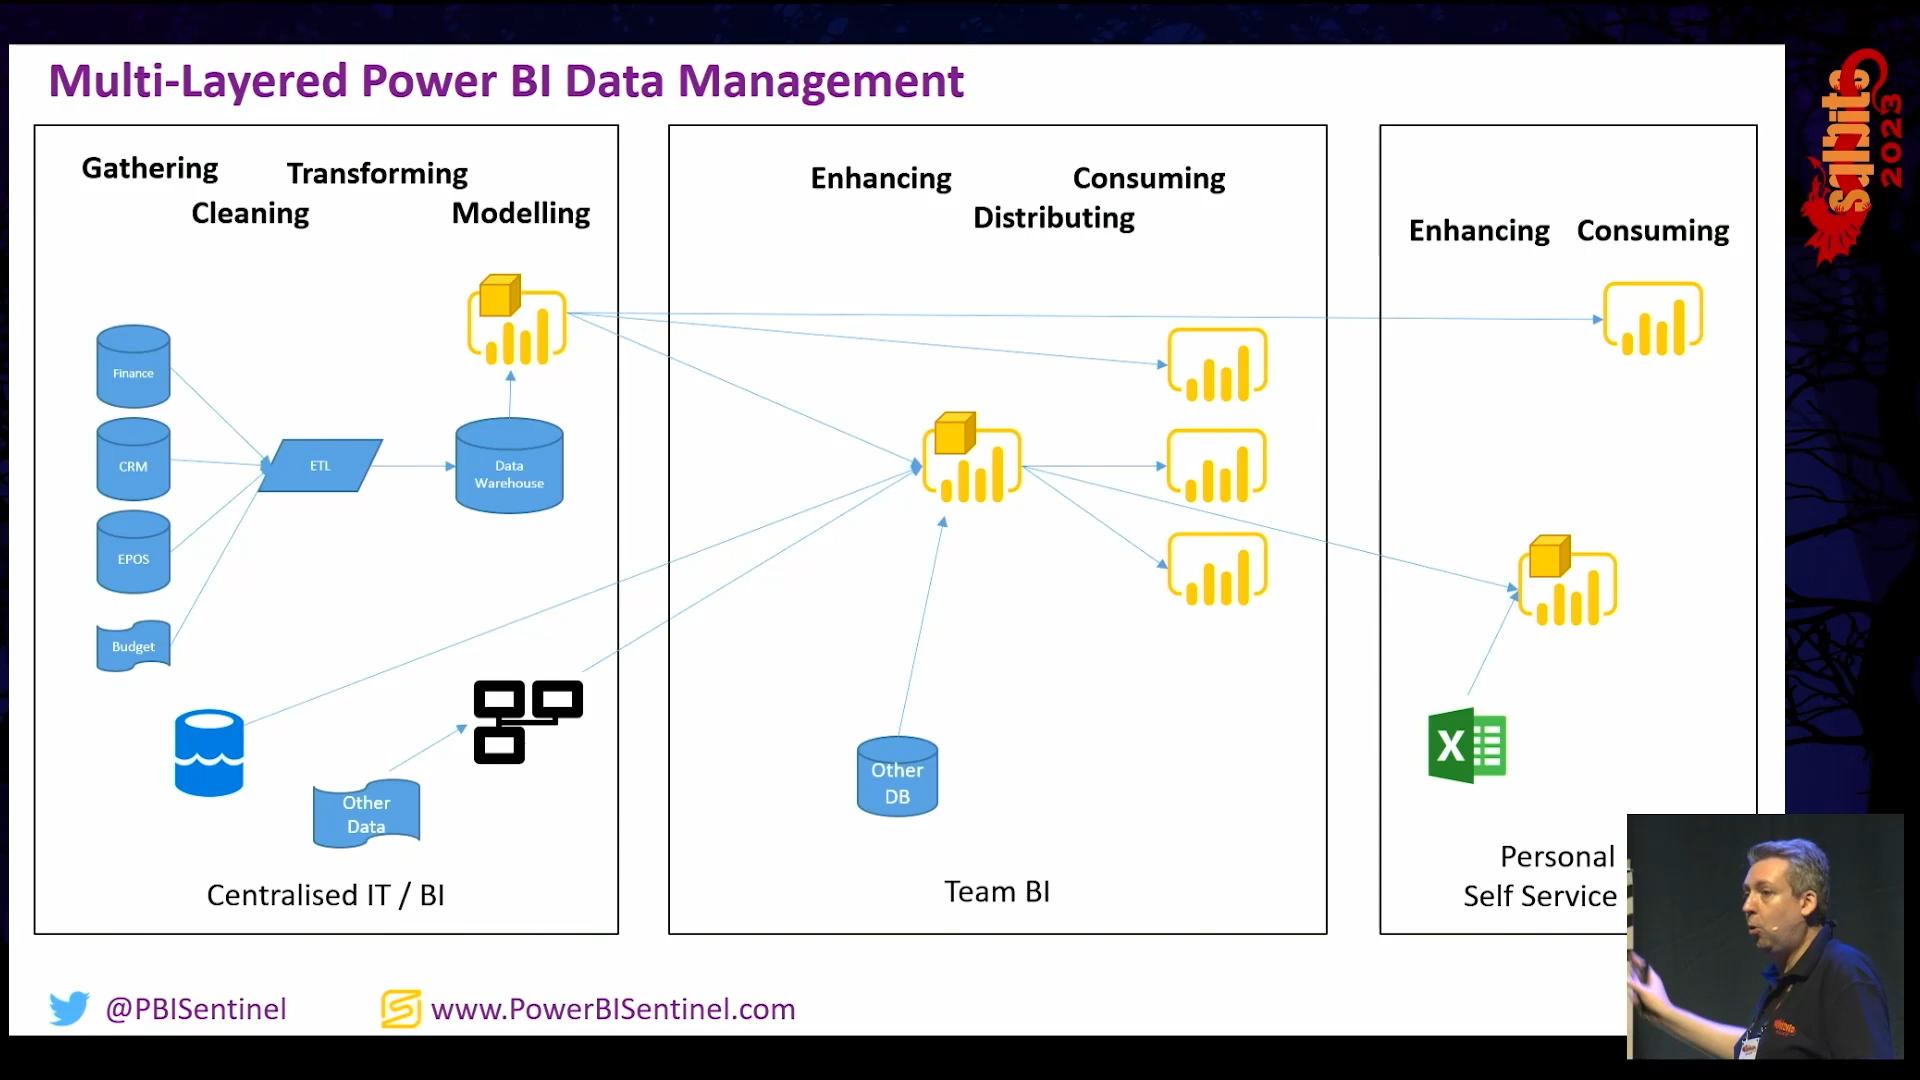 Multi-Layered Power BI Data Management
Gathering
Transforming
Cleaning
Modelling
Finance
CRM
EPOS
Budget
ETL
Data
Warehouse
Other
Data
Centralised IT / BI
Enhancing
Consuming
Distributing
Other
DB
Team BI
Enhancing
Consuming
X
Personal
Self Service
@PBISentinel
www.PowerBISentinel.com
sqlbits
2023